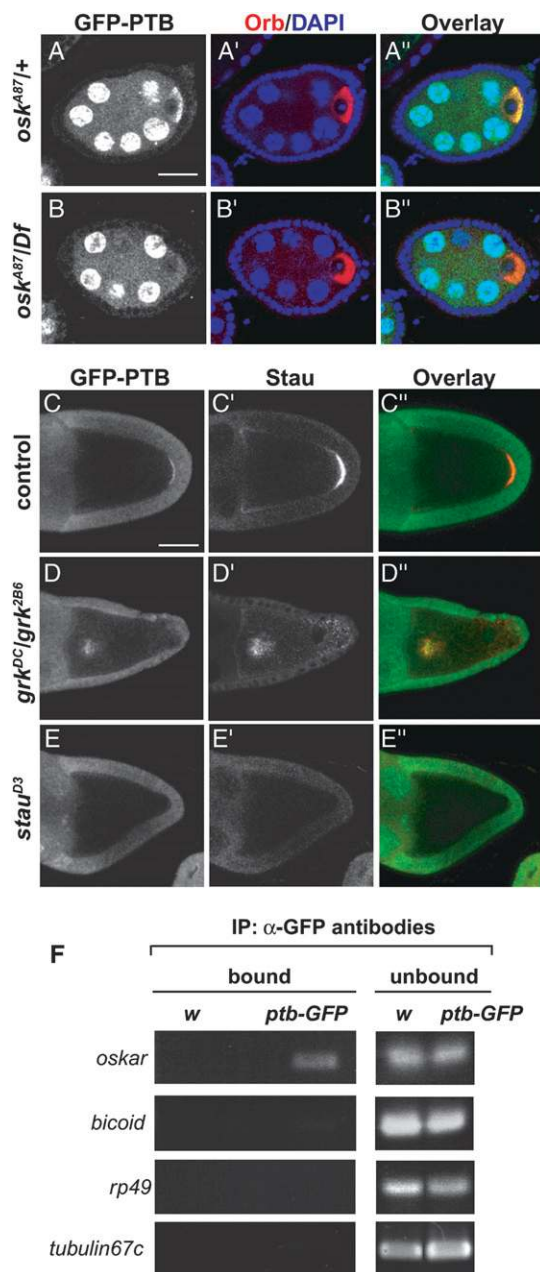 GFP-PTB Orb/DAPI Overlay
osk^A87/+ A A' A''
osk^A87/Df B B' B''
GFP-PTB Stau Overlay
control C C' C''
grk^DC/grk^2B6 D D' D''
stau^D3 E E' E''
IP: α-GFP antibodies
F
bound unbound
w ptb-GFP w ptb-GFP
oskar
bicoid
rp49
tubulin67c